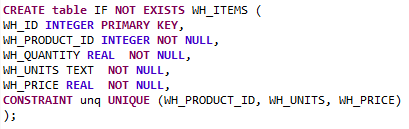 CREATE table IF NOT EXISTS WH_ITEMS (
WH_ID INTEGER PRIMARY KEY,
WH_PRODUCT_ID INTEGER NOT NULL,
WH_QUANTITY REAL  NOT NULL,
WH_UNITS TEXT  NOT NULL,
WH_PRICE REAL  NOT NULL,
CONSTRAINT unq UNIQUE (WH_PRODUCT_ID, WH_UNITS, WH_PRICE)
);